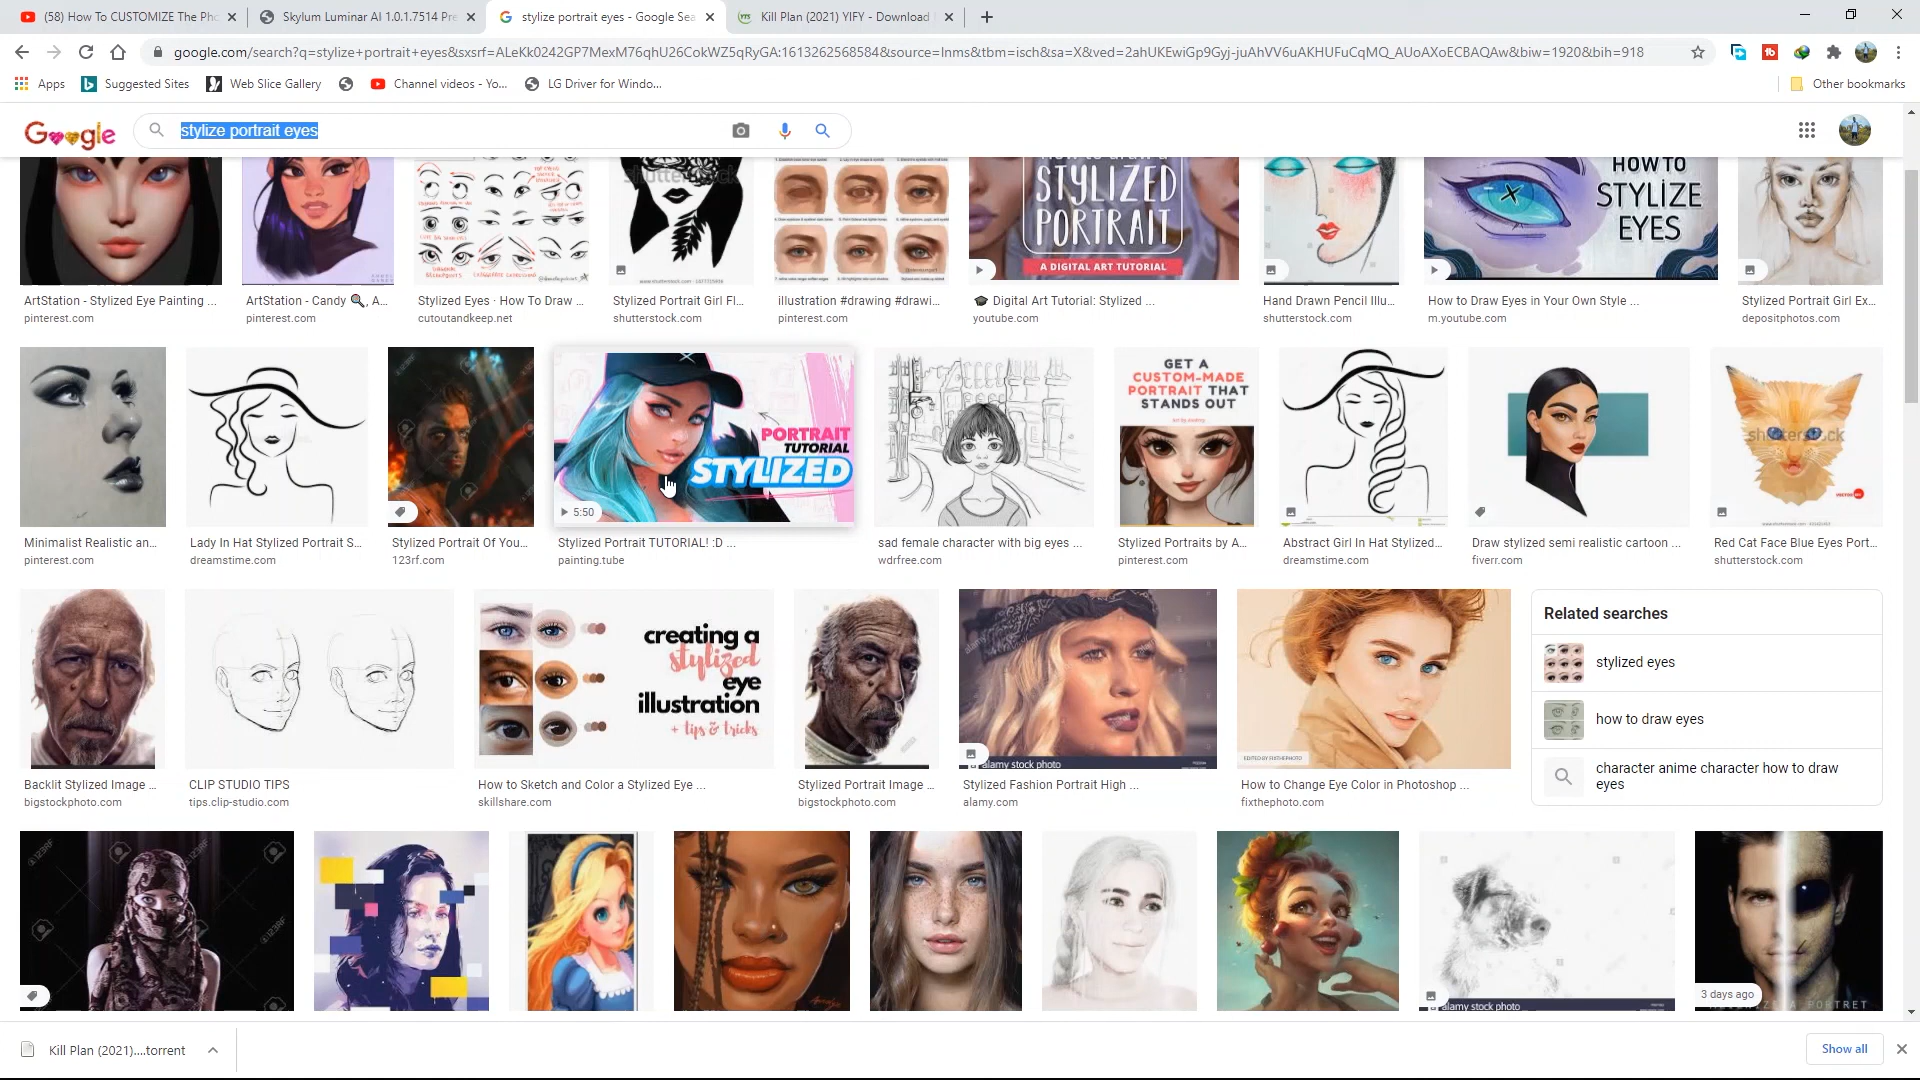 (58) How To CUSTOMIZE The Pho
Skylum Luminar AI 1.0.1.7514 Pre
stylize portrait eyes - Google Sea
Kill Plan (2021) YIFY - Download
google.com/search?q=stylize+portrait+eyes&sxsrf=ALeKk0242GP7MexM76qhU26CokWZ5qRyGA:1613262568584&source=lnms&tbm=isch&sa=X&ved=2ahUKEwiGp9Gyj-juAhVV6uAKHUFuCqMQ_AUoAXoECBAQAw&biw=1920&bih=918
Apps
Suggested Sites
Web Slice Gallery
Channel videos - Yo...
LG Driver for Windo...
Other bookmarks
stylize portrait eyes
how to draw a
STYLIZED
PORTRAIT
A DIGITAL ART TUTORIAL
HOW TO
STYLIZE
EYES
ArtStation - Stylized Eye Painting ...
pinterest.com
ArtStation - Candy 🔍, A...
pinterest.com
Stylized Eyes · How To Draw ...
cutoutandkeep.net
Stylized Portrait Girl Fl...
shutterstock.com
illustration #drawing #drawi...
pinterest.com
🎓 Digital Art Tutorial: Stylized ...
youtube.com
Hand Drawn Pencil Illu...
shutterstock.com
How to Draw Eyes in Your Own Style ...
m.youtube.com
Stylized Portrait Girl Ex...
depositphotos.com
PORTRAIT
TUTORIAL
STYLIZED
5:50
GET A
CUSTOM-MADE
PORTRAIT THAT
STANDS OUT
shutterstock
Minimalist Realistic an...
pinterest.com
Lady In Hat Stylized Portrait S...
dreamstime.com
Stylized Portrait Of You...
123rf.com
Stylized Portrait TUTORIAL! :D ...
painting.tube
sad female character with big eyes ...
wdrfree.com
Stylized Portraits by A...
pinterest.com
Abstract Girl In Hat Stylized...
dreamstime.com
Draw stylized semi realistic cartoon ...
fiverr.com
Red Cat Face Blue Eyes Port...
shutterstock.com
creating a
stylized
eye
illustration
+ tips & tricks
alamy stock photo
EDITED BY FIXTHEPHOTO
Related searches
stylized eyes
how to draw eyes
character anime character how to draw
eyes
Backlit Stylized Image ...
bigstockphoto.com
CLIP STUDIO TIPS
tips.clip-studio.com
How to Sketch and Color a Stylized Eye ...
skillshare.com
Stylized Portrait Image ...
bigstockphoto.com
Stylized Fashion Portrait High ...
alamy.com
How to Change Eye Color in Photoshop ...
fixthephoto.com
alamy stock photo
3 days ago
Kill Plan (2021)....torrent
Show all